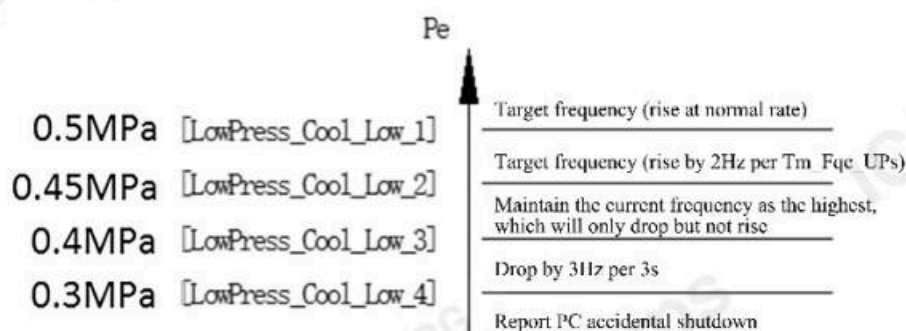 Pe
Target frequency (rise at normal rate)
0.5MPa [LowPress_Cool_Low_1]
Target frequency (rise by 2Hz per Tm_Fqc_UPs)
0.45MPa [LowPress_Cool_Low_2]
Maintain the current frequency as the highest,
which will only drop but not rise
0.4MPa [LowPress_Cool_Low_3]
Drop by 3Hz per 3s
0.3MPa [LowPress_Cool_Low_4]
Report PC accidental shutdown